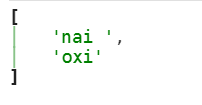 [
    'nai ',
    'oxi'
]